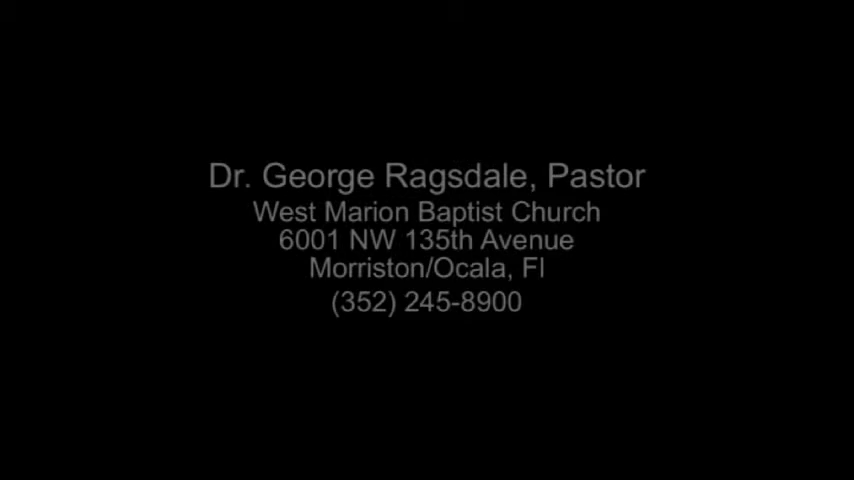 Dr. George Ragsdale, Pastor
West Marion Baptist Church
6001 NW 135th Avenue
Morriston/Ocala, Fl
(352) 245-8900